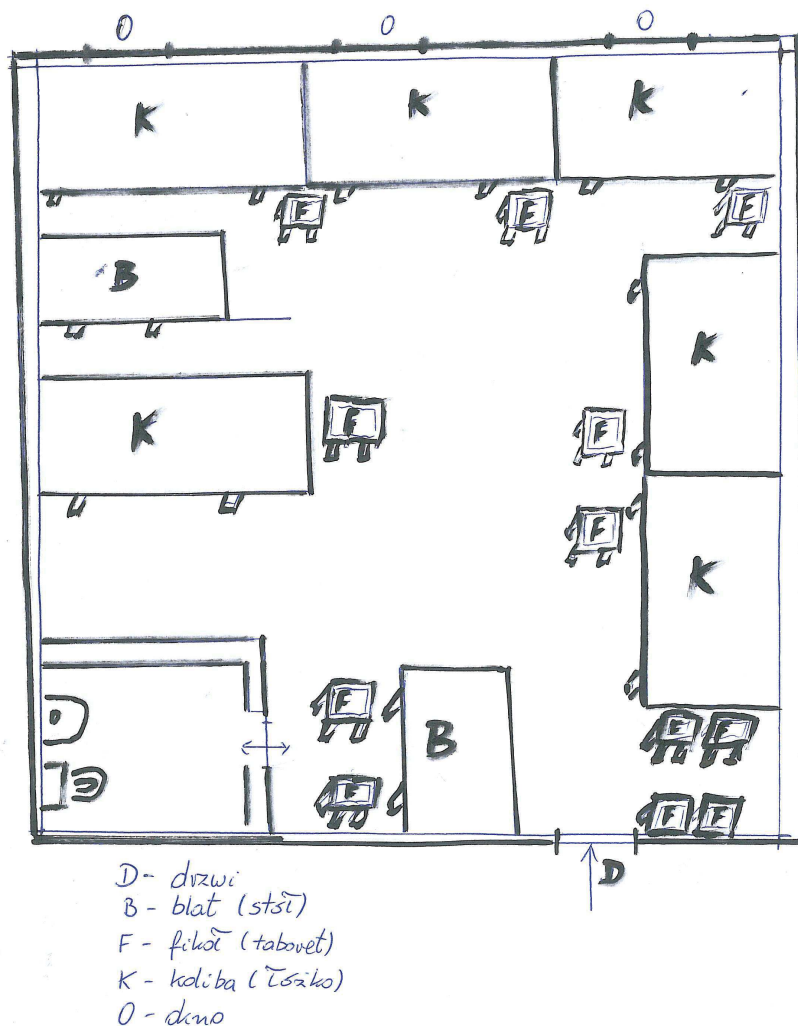 O O O
K K K
F F F
B
K
K F F
F
K
F B F F
F F F
D
D - drzwi
B - blat (stół)
F - fikoł (taboret)
K - koliba (łóżko)
O - okno